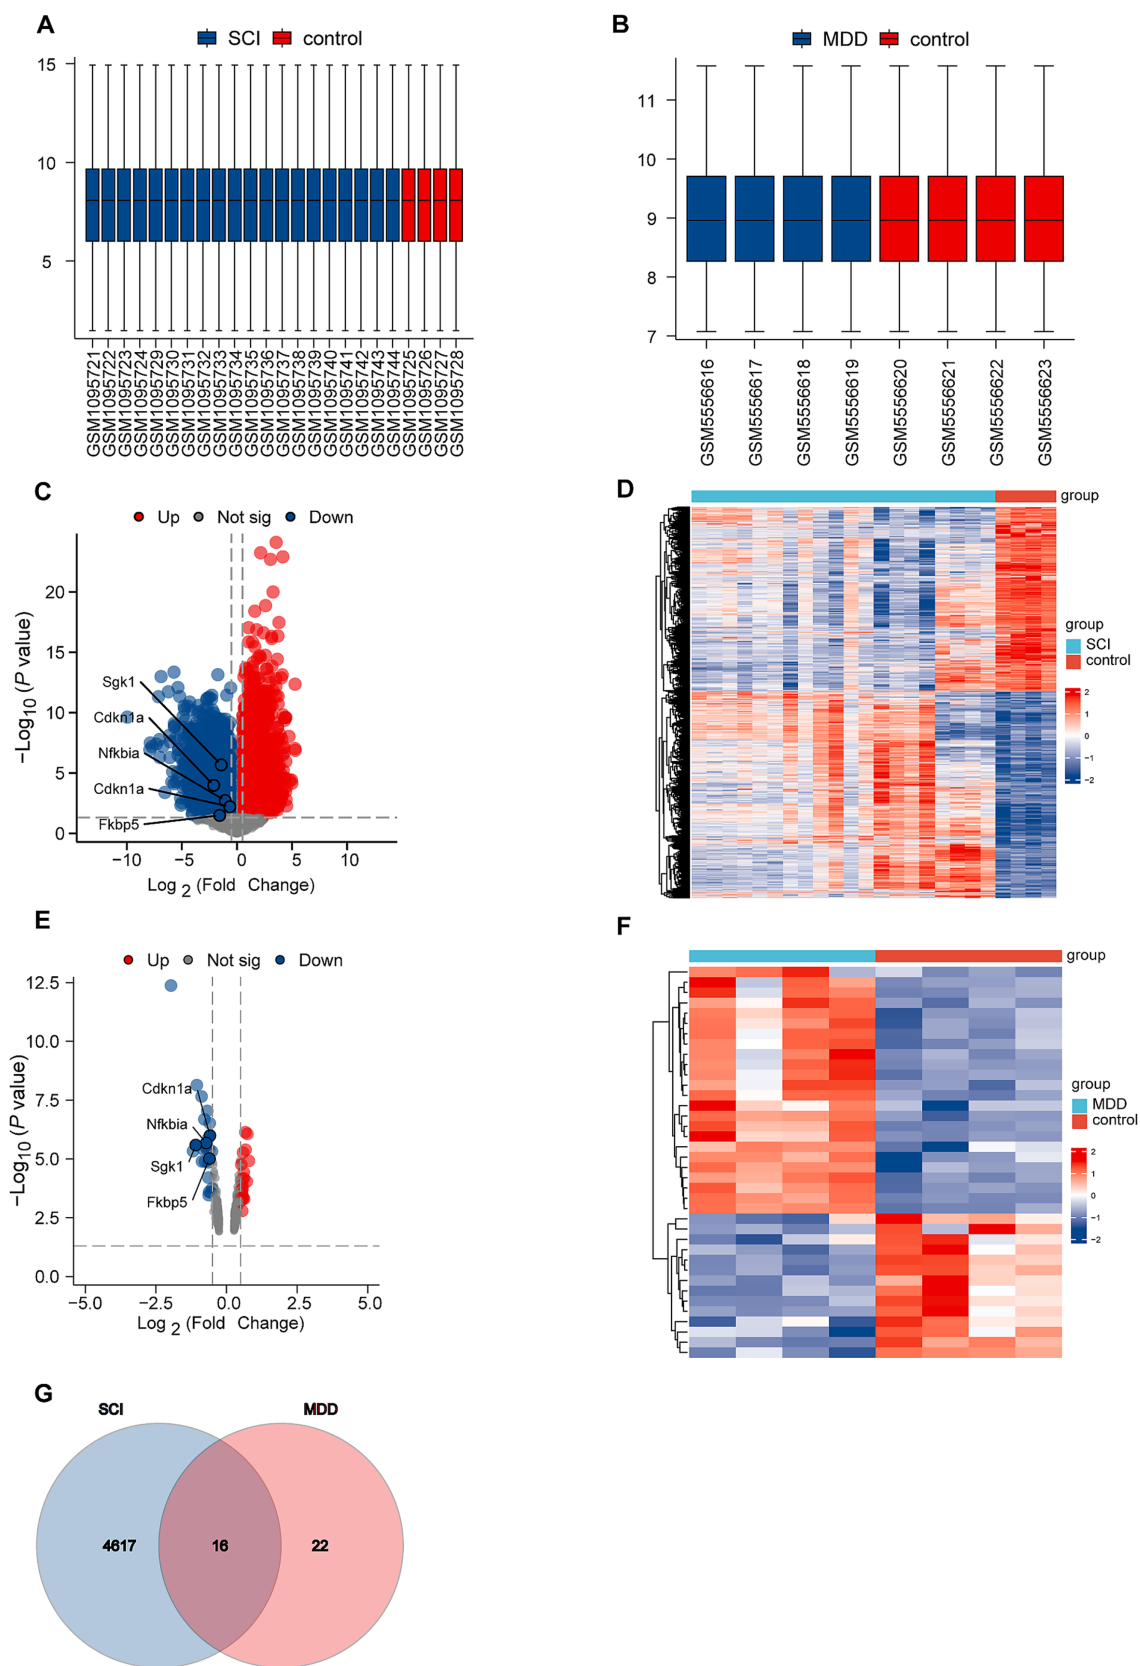 A
SCI control
15
10
5
GSM1095721
GSM1095722
GSM1095723
GSM1095724
GSM1095729
GSM1095730
GSM1095731
GSM1095732
GSM1095733
GSM1095734
GSM1095735
GSM1095736
GSM1095737
GSM1095738
GSM1095739
GSM1095740
GSM1095741
GSM1095742
GSM1095743
GSM1095744
GSM1095725
GSM1095726
GSM1095727
GSM1095728
B
MDD control
11
10
9
8
7
GSM5556616
GSM5556617
GSM5556618
GSM5556619
GSM5556620
GSM5556621
GSM5556622
GSM5556623
C
Up Not sig Down
−Log10 (P value)
20
15
10
5
0
Sgk1
Cdkn1a
Nfkbia
Cdkn1a
Fkbp5
−10 −5 0 5 10
Log 2 (Fold Change)
D
group
group
SCI
control
2
1
0
−1
−2
E
Up Not sig Down
−Log10 (P value)
12.5
10.0
7.5
5.0
2.5
0.0
Cdkn1a
Nfkbia
Sgk1
Fkbp5
−5.0 −2.5 0.0 2.5 5.0
Log 2 (Fold Change)
F
group
group
MDD
control
2
1
0
−1
−2
G
SCI MDD
4617 16 22